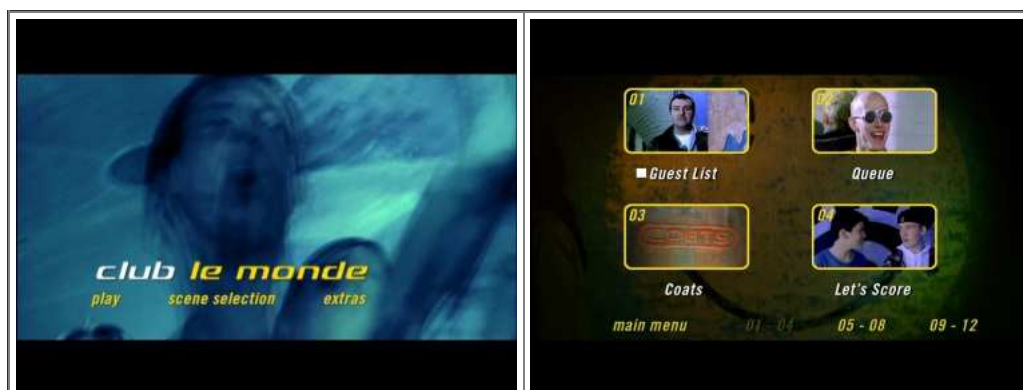 club le monde
play scene selection extras
01 02
Guest List Queue
03 04
COATS
Coats Let's Score
main menu 01 - 04 05 - 08 09 - 12